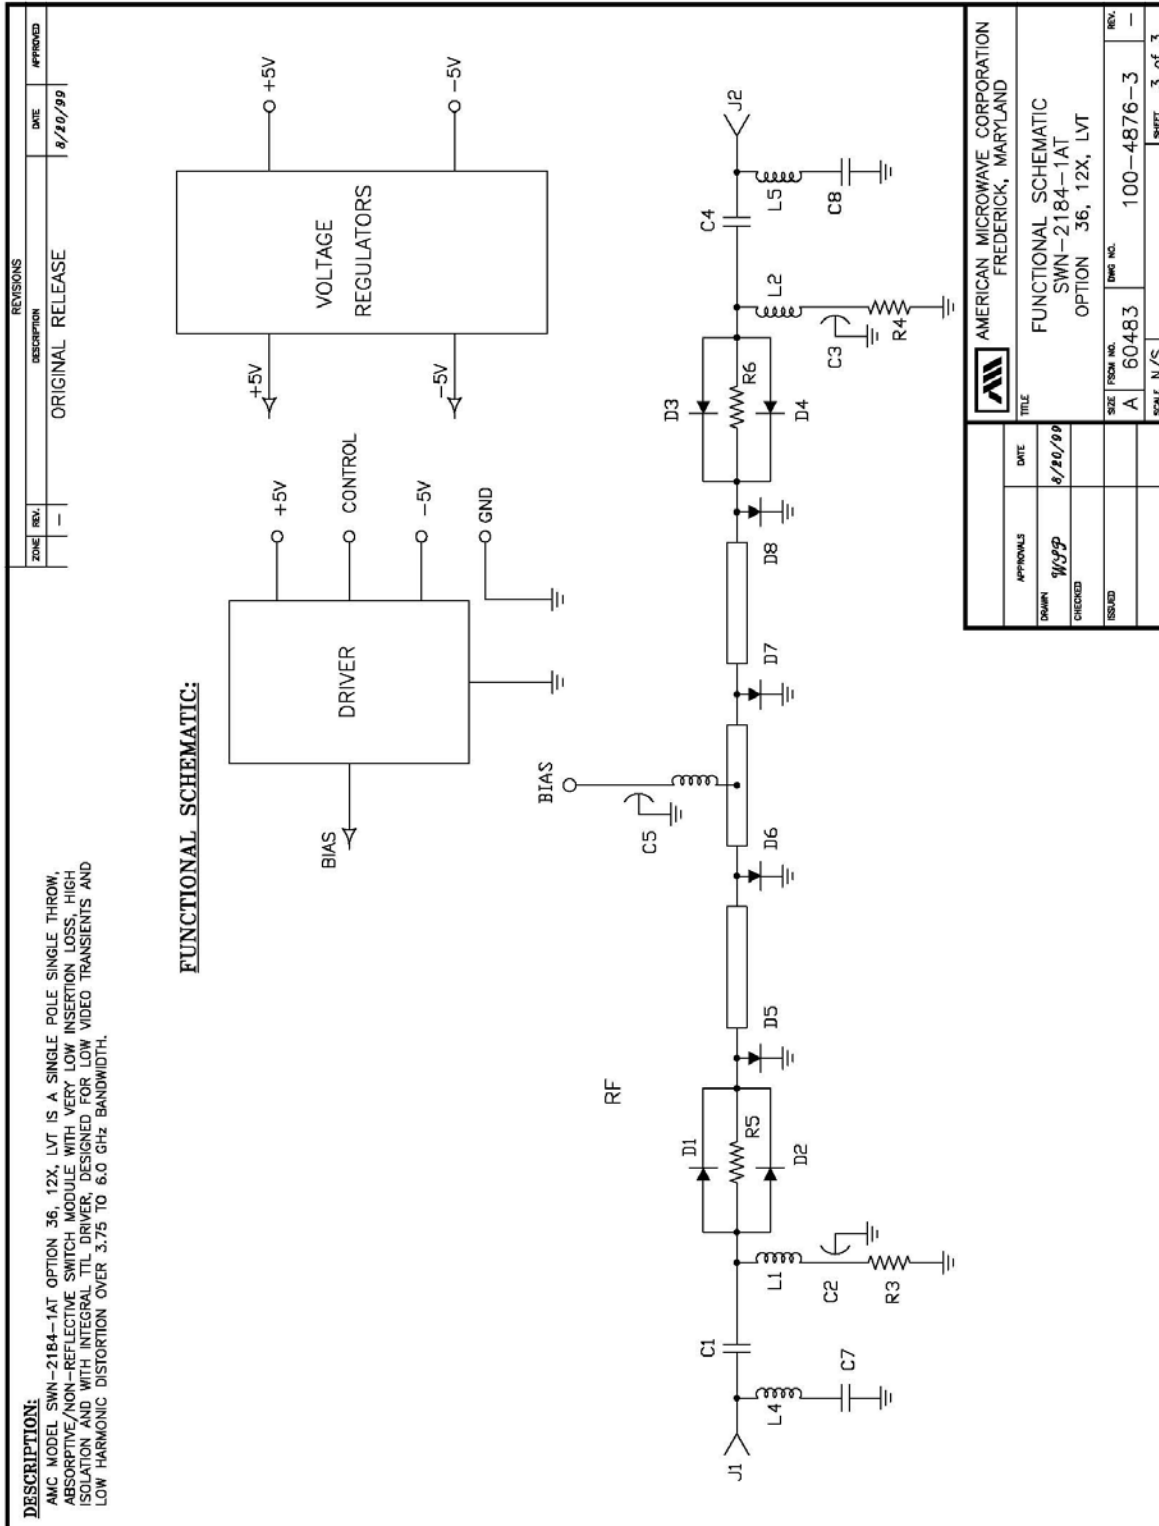 REVISIONS
ZONE REV. DESCRIPTION DATE APPROVED
— ORIGINAL RELEASE 8/20/99
DESCRIPTION:
AMC MODEL SWN-2184-1AT OPTION 36, 12X, LVT IS A SINGLE POLE SINGLE THROW,
ABSORPTIVE/NON-REFLECTIVE SWITCH MODULE WITH VERY LOW INSERTION LOSS, HIGH
ISOLATION AND WITH INTEGRAL TTL DRIVER, DESIGNED FOR LOW VIDEO TRANSIENTS AND
LOW HARMONIC DISTORTION OVER 3.75 TO 6.0 GHz BANDWIDTH.
FUNCTIONAL SCHEMATIC:
BIAS
DRIVER
+5V
CONTROL
-5V
GND
+5V
-5V
VOLTAGE
REGULATORS
+5V
-5V
RF
BIAS
C5
J1
L4
C7
C1
L1
C2
R3
D1
R5
D2
D5
D6
D7
D8
D3
R6
D4
L2
C3
R4
C4
L5
C8
J2
APPROVALS DATE
DRAWN WPP 8/20/99
CHECKED
ISSUED
AMERICAN MICROWAVE CORPORATION
FREDERICK, MARYLAND
TITLE
FUNCTIONAL SCHEMATIC
SWN-2184-1AT
OPTION 36, 12X, LVT
SIZE FSCM NO. DWG NO. REV.
A 60483 100-4876-3 —
SCALE N/S SHEET 3 of 3